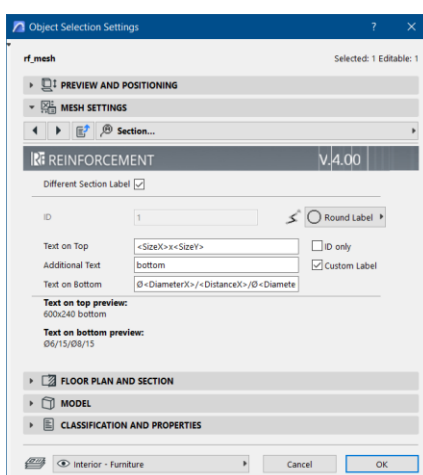 Object Selection Settings ? ×
rf_mesh Selected: 1 Editable: 1
PREVIEW AND POSITIONING
MESH SETTINGS
Section...
REINFORCEMENT V.4.00
Different Section Label
ID 1 Round Label
Text on Top <SizeX>x<SizeY> ID only
Additional Text bottom Custom Label
Text on Bottom Ø<DiameterX>/<DistanceX>/Ø<Diamete
Text on top preview:
600x240 bottom
Text on bottom preview:
Ø6/15/Ø8/15
FLOOR PLAN AND SECTION
MODEL
CLASSIFICATION AND PROPERTIES
Interior - Furniture Cancel OK